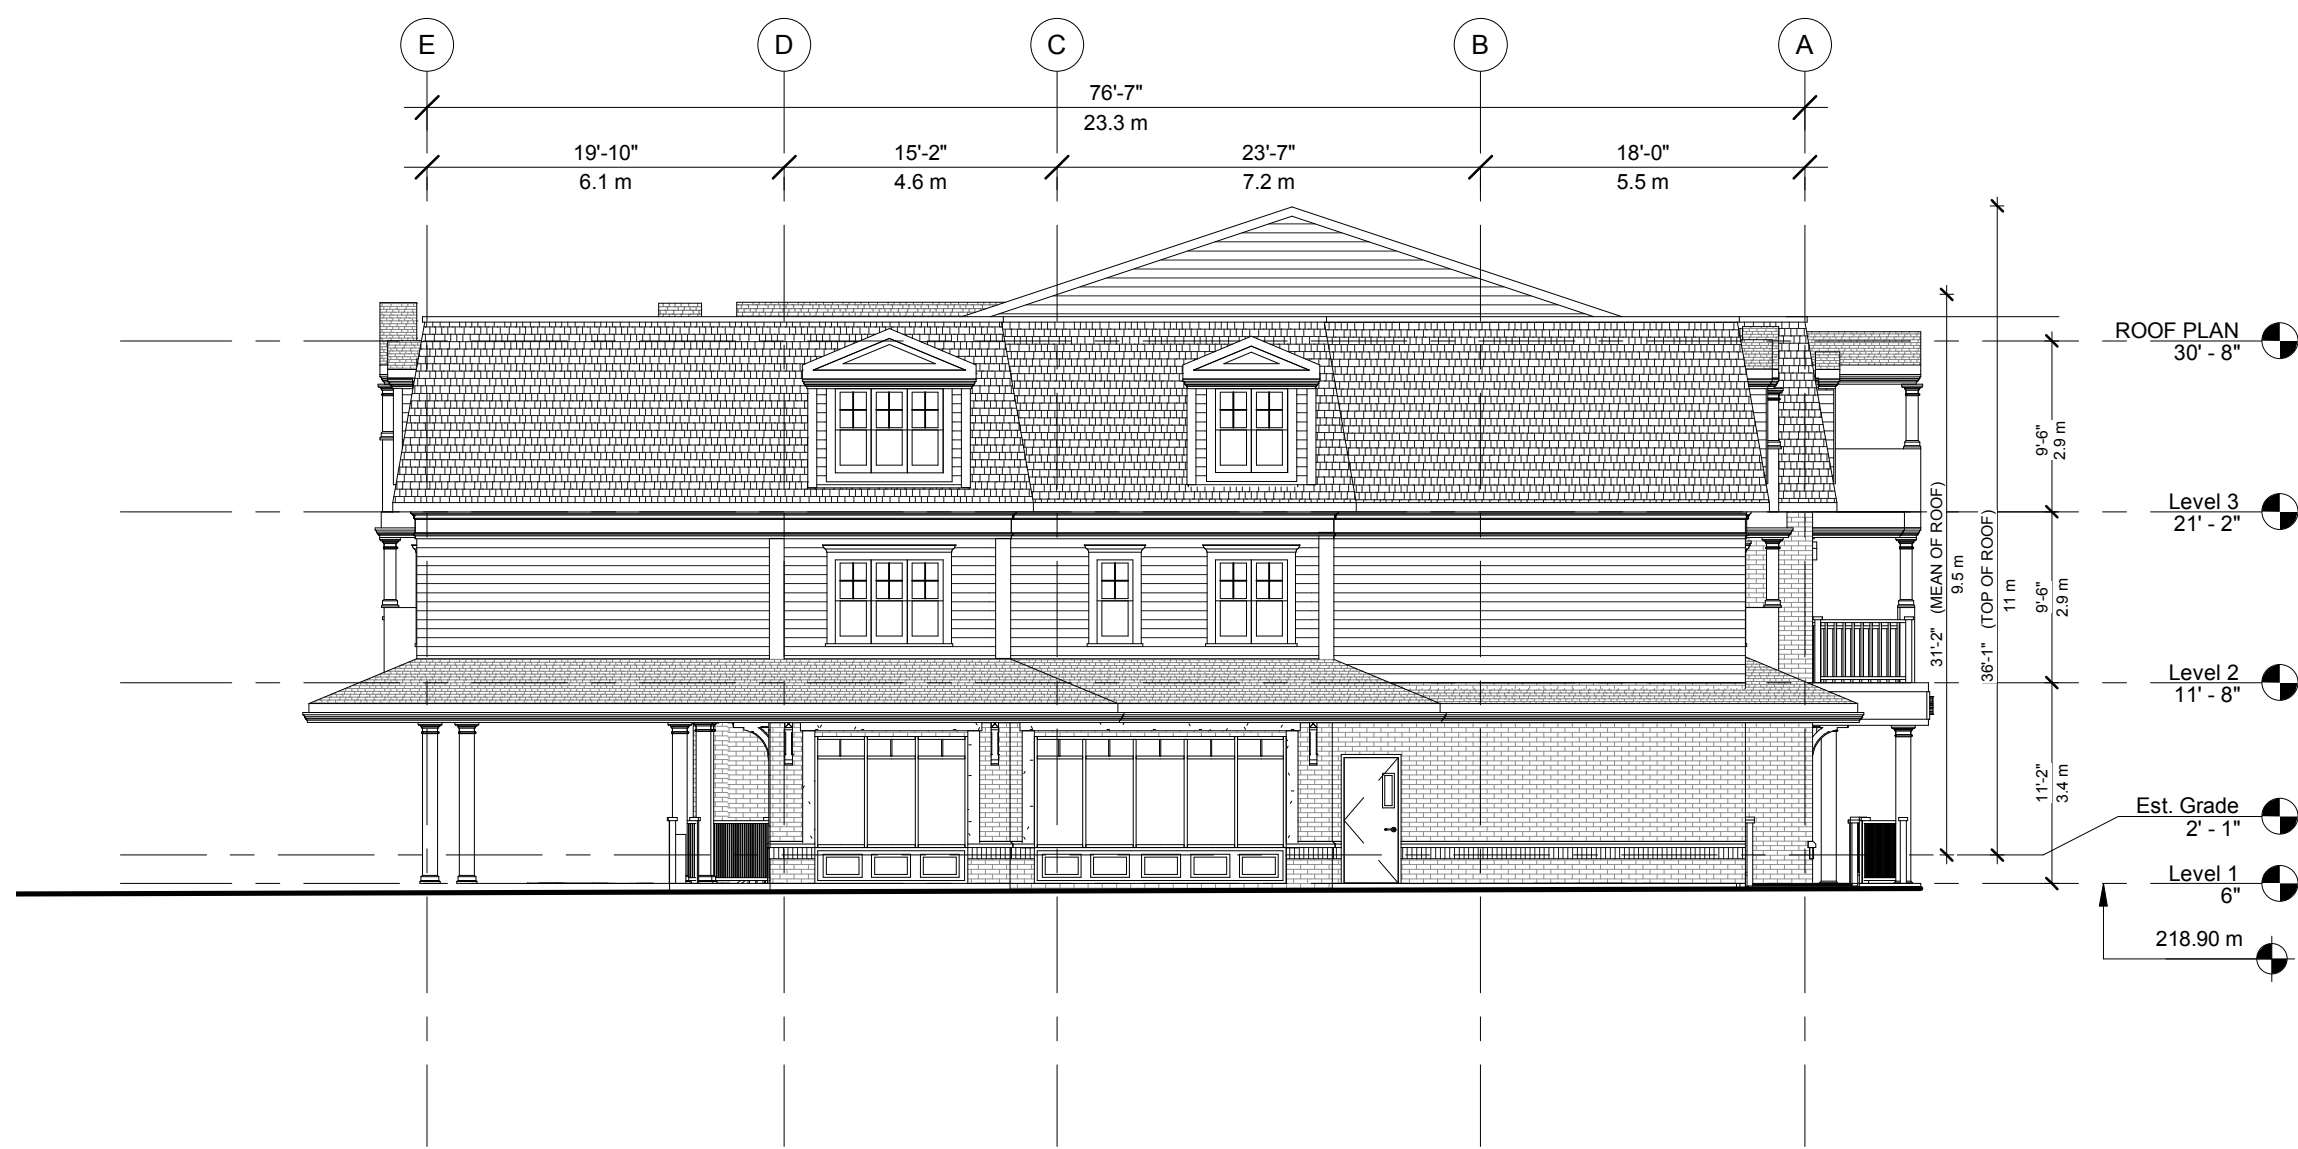 E D C B A
76'-7"
23.3 m
19'-10" 15'-2" 23'-7" 18'-0"
6.1 m 4.6 m 7.2 m 5.5 m
ROOF PLAN
30' - 8"
9'-6"
2.9 m
Level 3
21' - 2"
31'-2" (MEAN OF ROOF)
9.5 m
36'-1" (TOP OF ROOF)
11 m
9'-6"
2.9 m
Level 2
11' - 8"
11'-2"
3.4 m
Est. Grade
2' - 1"
Level 1
6"
218.90 m